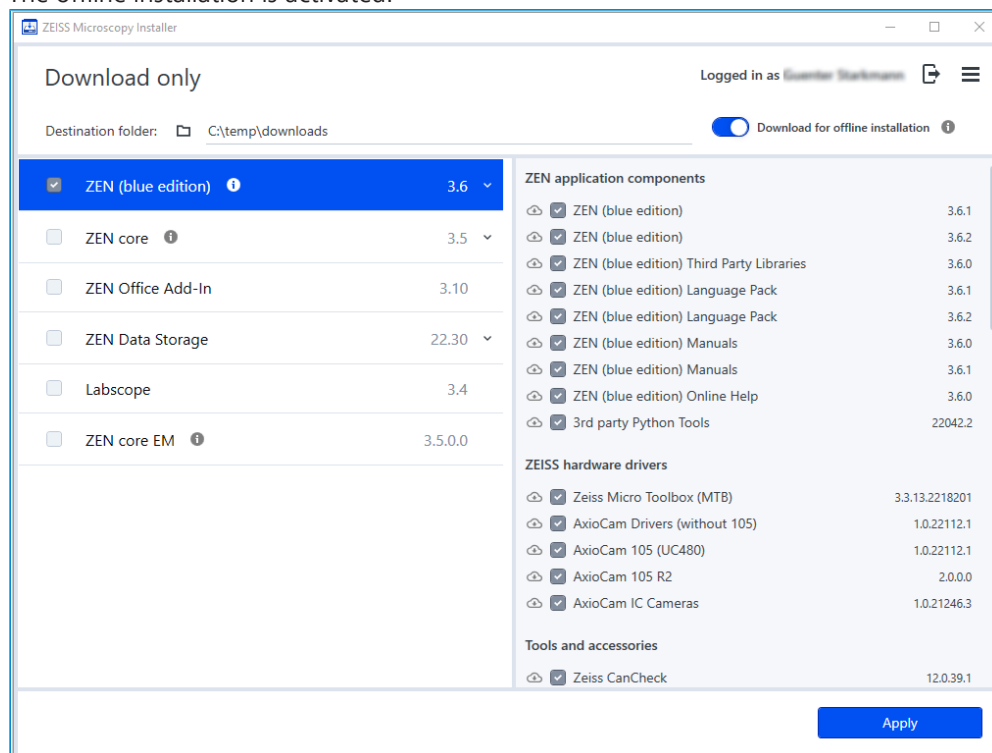 The offline installation is activated.
ZEISS Microscopy Installer
Download only
Logged in as
Destination folder: C:\temp\downloads
Download for offline installation
ZEN (blue edition) 3.6
ZEN core 3.5
ZEN Office Add-In 3.10
ZEN Data Storage 22.30
Labscope 3.4
ZEN core EM 3.5.0.0
ZEN application components
ZEN (blue edition) 3.6.1
ZEN (blue edition) 3.6.2
ZEN (blue edition) Third Party Libraries 3.6.0
ZEN (blue edition) Language Pack 3.6.1
ZEN (blue edition) Language Pack 3.6.2
ZEN (blue edition) Manuals 3.6.0
ZEN (blue edition) Manuals 3.6.1
ZEN (blue edition) Online Help 3.6.0
3rd party Python Tools 22042.2
ZEISS hardware drivers
Zeiss Micro Toolbox (MTB) 3.3.13.2218201
AxioCam Drivers (without 105) 1.0.22112.1
AxioCam 105 (UC480) 1.0.22112.1
AxioCam 105 R2 2.0.0.0
AxioCam IC Cameras 1.0.21246.3
Tools and accessories
Zeiss CanCheck 12.0.39.1
Apply